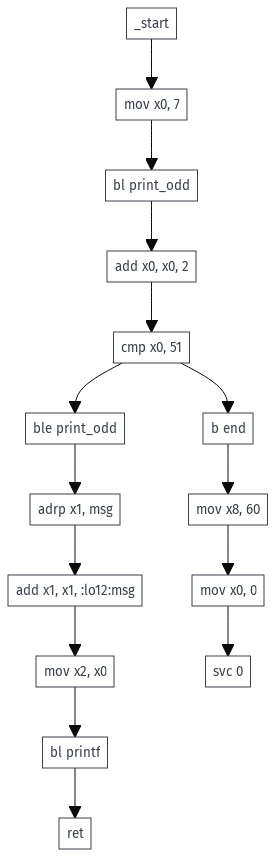 _start
mov x0, 7
bl print_odd
add x0, x0, 2
cmp x0, 51
ble print_odd
b end
adrp x1, msg
mov x8, 60
add x1, x1, :lo12:msg
mov x0, 0
mov x2, x0
svc 0
bl printf
ret